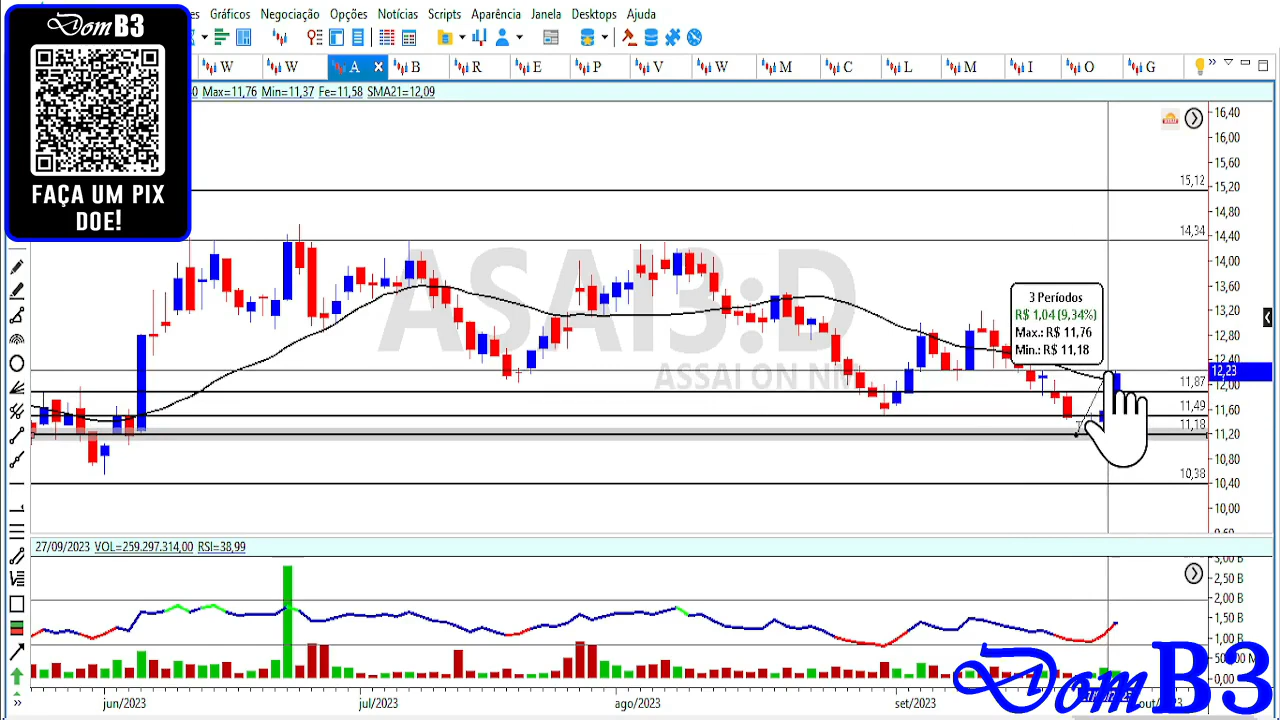 DomB3
FAÇA UM PIX
DOE!
Gráficos Negociação Opções Notícias Scripts Aparência Janela Desktops Ajuda
W W A B R E P V W M C L M I O G
Max=11,76 Min=11,37 Fe=11,58 SMA21=12,09
ASAI3:D
3 Períodos
R$ 1,04 (9,34%)
Max.: R$ 11,76
Min.: R$ 11,18
15,12
14,34
11,87
11,49
11,18
10,38
16,40
16,00
15,60
15,20
14,80
14,40
14,00
13,60
13,20
12,80
12,40
12,23
12,00
11,60
11,20
10,80
10,40
10,00
27/09/2023 VOL=259.297.314,00 RSI=38,99
3,00 B
2,50 B
2,00 B
1,50 B
1,00 B
0,00
jun/2023 jul/2023 ago/2023 set/2023
DomB3